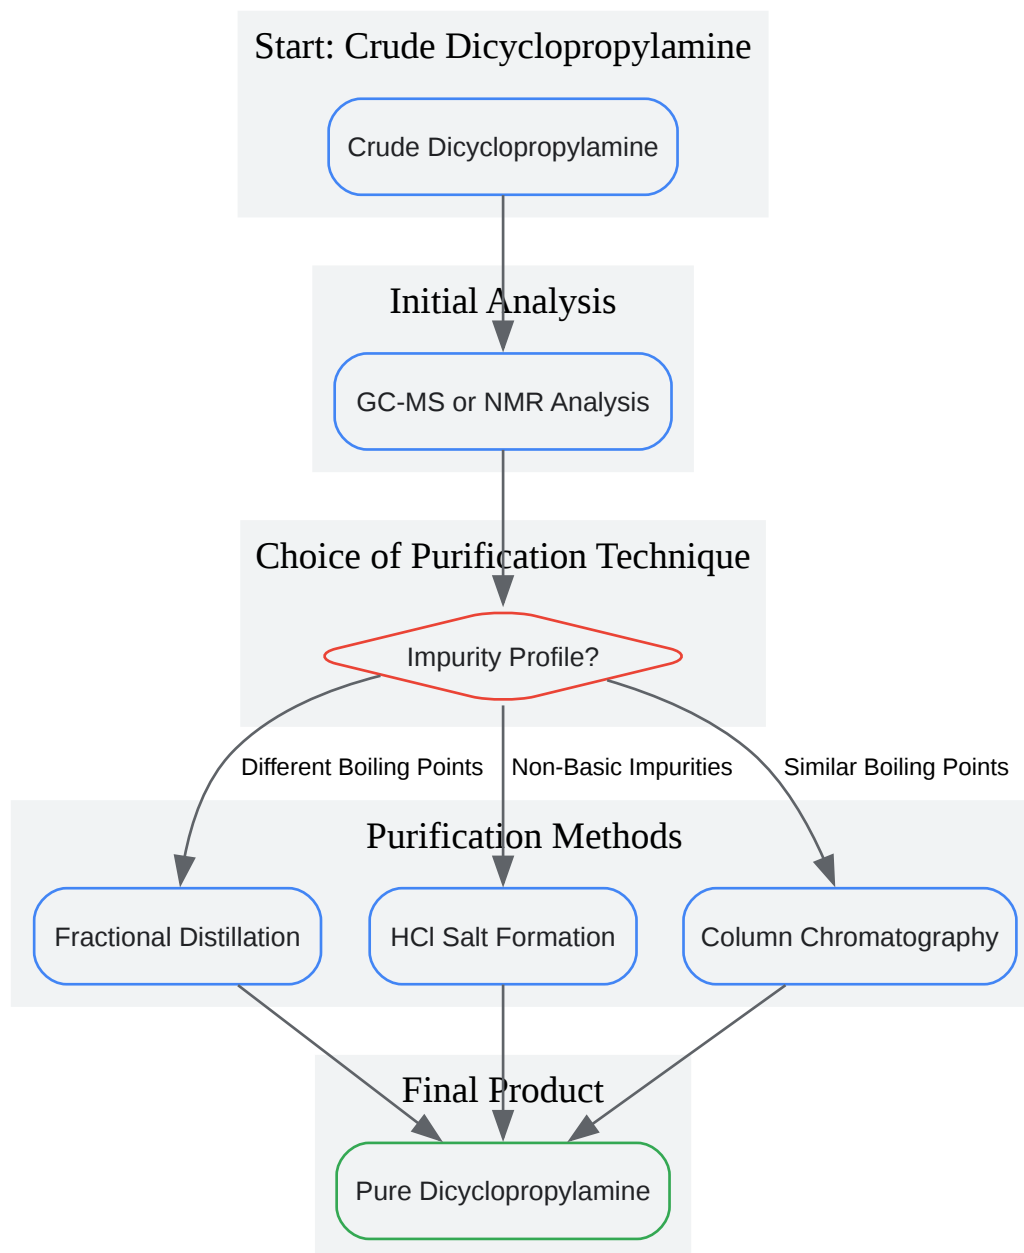 Start: Crude Dicyclopropylamine
Crude Dicyclopropylamine
Initial Analysis
GC-MS or NMR Analysis
Choice of Purification Technique
Impurity Profile?
Different Boiling Points
Non-Basic Impurities
Similar Boiling Points
Purification Methods
Fractional Distillation
HCl Salt Formation
Column Chromatography
Final Product
Pure Dicyclopropylamine